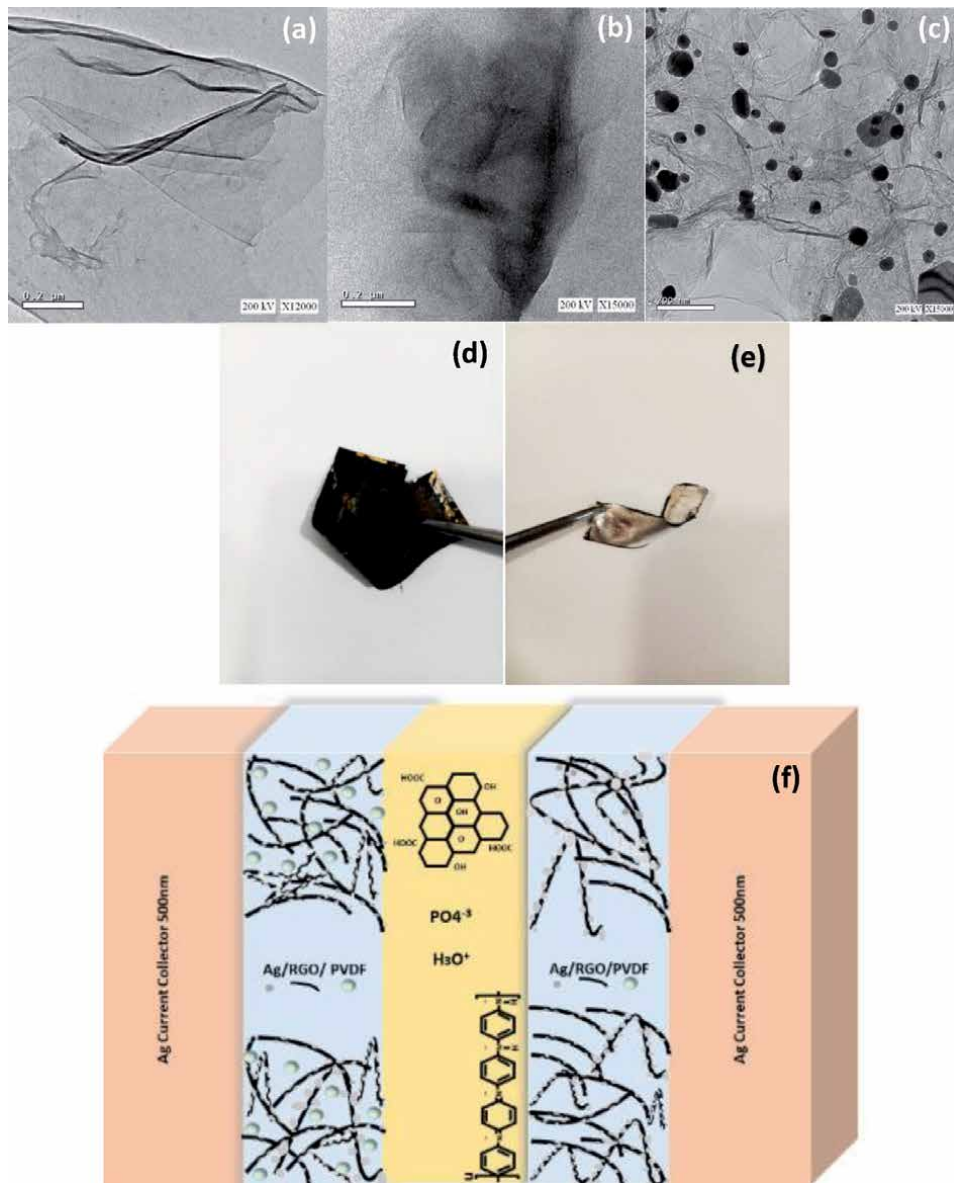 (a)
0.2 µm
200 kV X12000
(b)
0.2 µm
200 kV X15000
(c)
200 kV X15000
(d)
(e)
(f)
Ag Current Collector 500nm
Ag/RGO/ PVDF
HOOC
OH
O
OH
HOOC
O
HOOC
OH
PO4⁻³
H₃O⁺
Ag/RGO/PVDF
Ag Current Collector 500nm